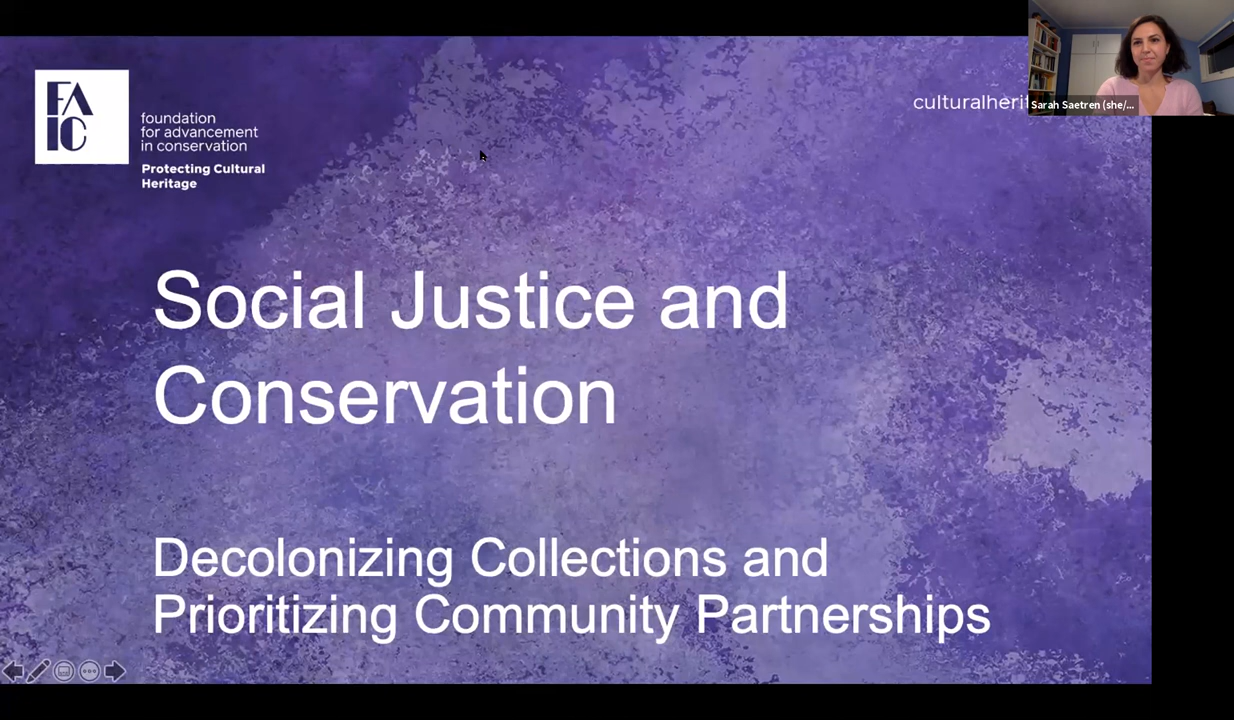 FA
IC
foundation
for advancement
in conservation
Protecting Cultural
Heritage
Sarah Saetren (she/...
Social Justice and
Conservation
Decolonizing Collections and
Prioritizing Community Partnerships